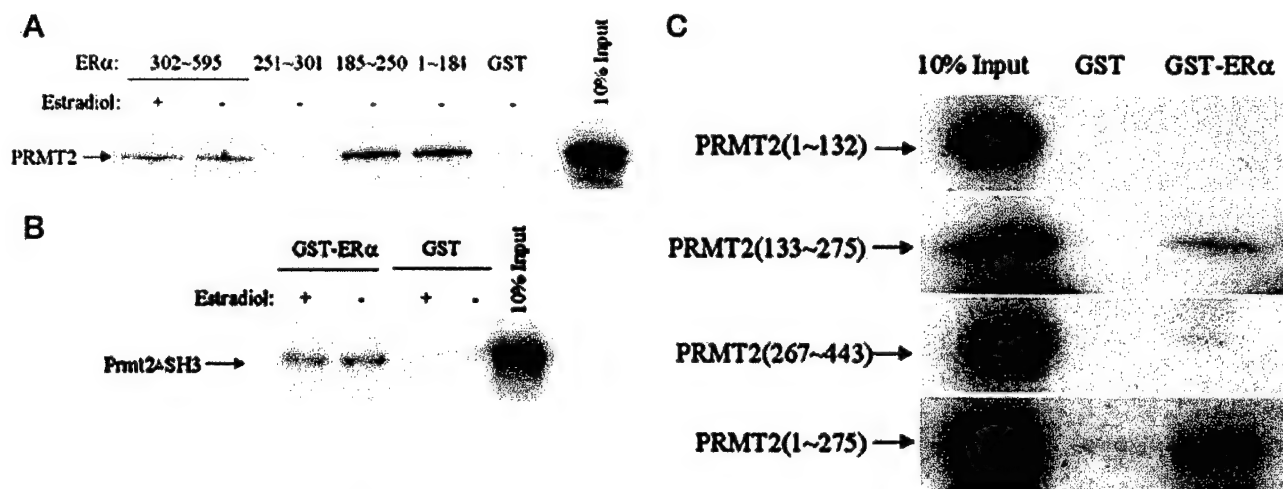 A
ERα: 302~595 251~301 185~250 1~184 GST 10% Input
Estradiol: + - - - - -
PRMT2
B
GST-ERα GST 10% Input
Estradiol: + - + -
Prmt2ΔSH3
C
10% Input GST GST-ERα
PRMT2(1~132)
PRMT2(133~275)
PRMT2(267~443)
PRMT2(1~275)